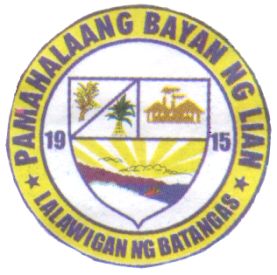 PAMAHALAANG BAYAN NG LIAN
19 15
★ LALAWIGAN NG BATANGAS ★